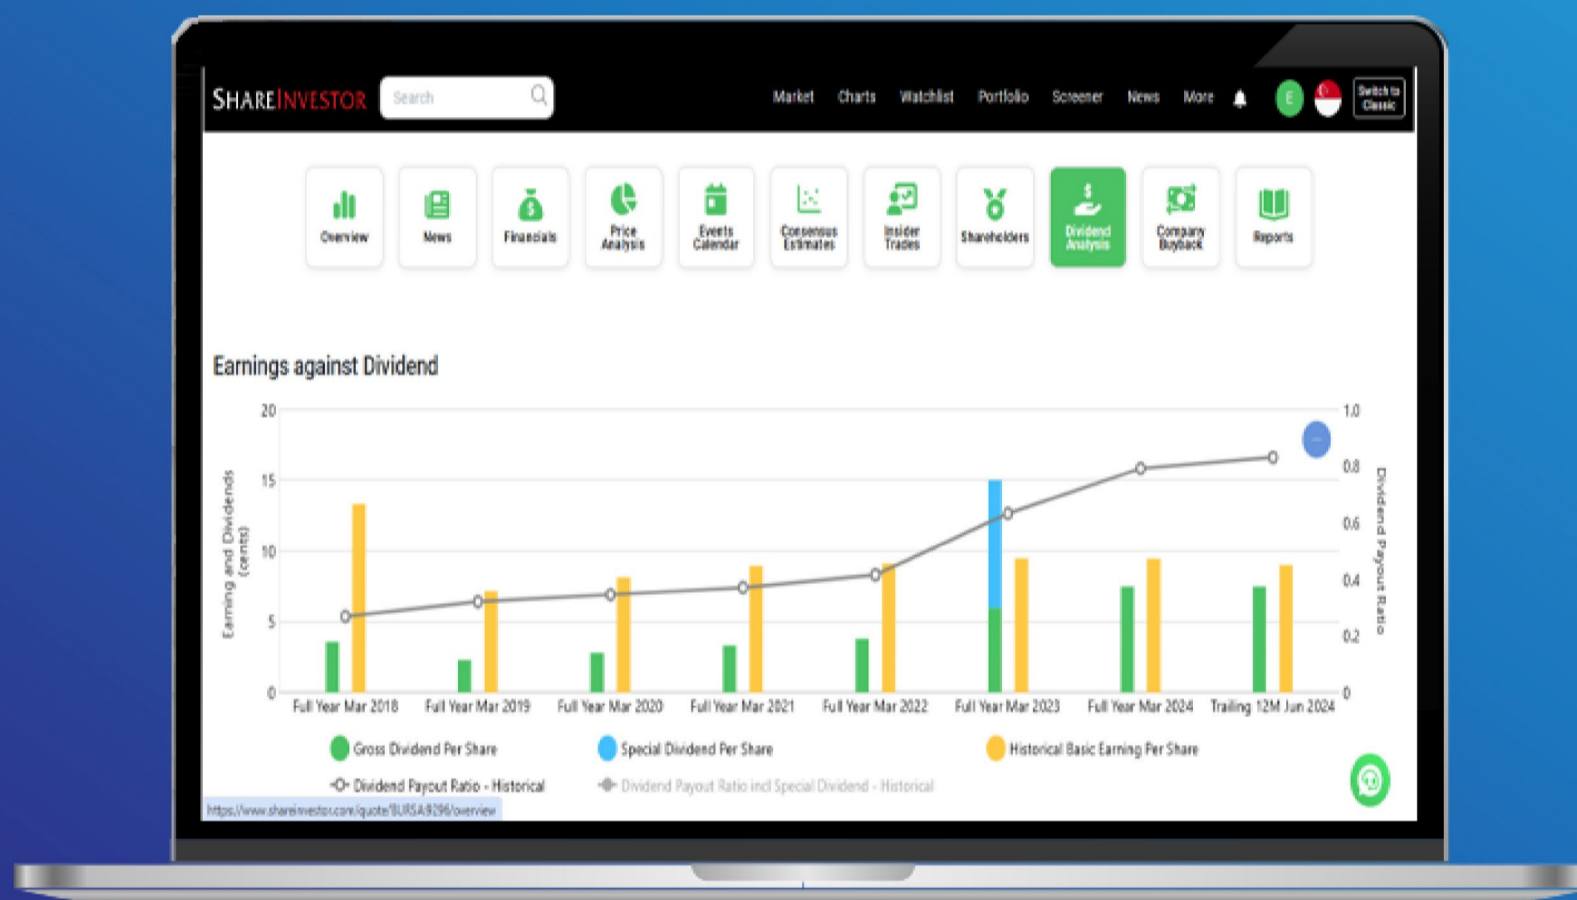 SHAREINVESTOR
Search
Market Charts Watchlist Portfolio Screener News More
E
Switch to
Classic
Overview
News
Financials
Price
Analysis
Events
Calendar
Consensus
Estimates
Insider
Trades
Shareholders
Dividend
Analysis
Company
Buyback
Reports
Earnings against Dividend
20
15
10
5
0
1.0
0.8
0.6
0.4
0.2
0
Earning and Dividends
(cents)
Dividend Payout Ratio
Full Year Mar 2018 Full Year Mar 2019 Full Year Mar 2020 Full Year Mar 2021 Full Year Mar 2022 Full Year Mar 2023 Full Year Mar 2024 Trailing 12M Jun 2024
Gross Dividend Per Share Special Dividend Per Share Historical Basic Earning Per Share
Dividend Payout Ratio - Historical Dividend Payout Ratio incl Special Dividend - Historical
https://www.shareinvestor.com/quote/BURSA:9296/overview